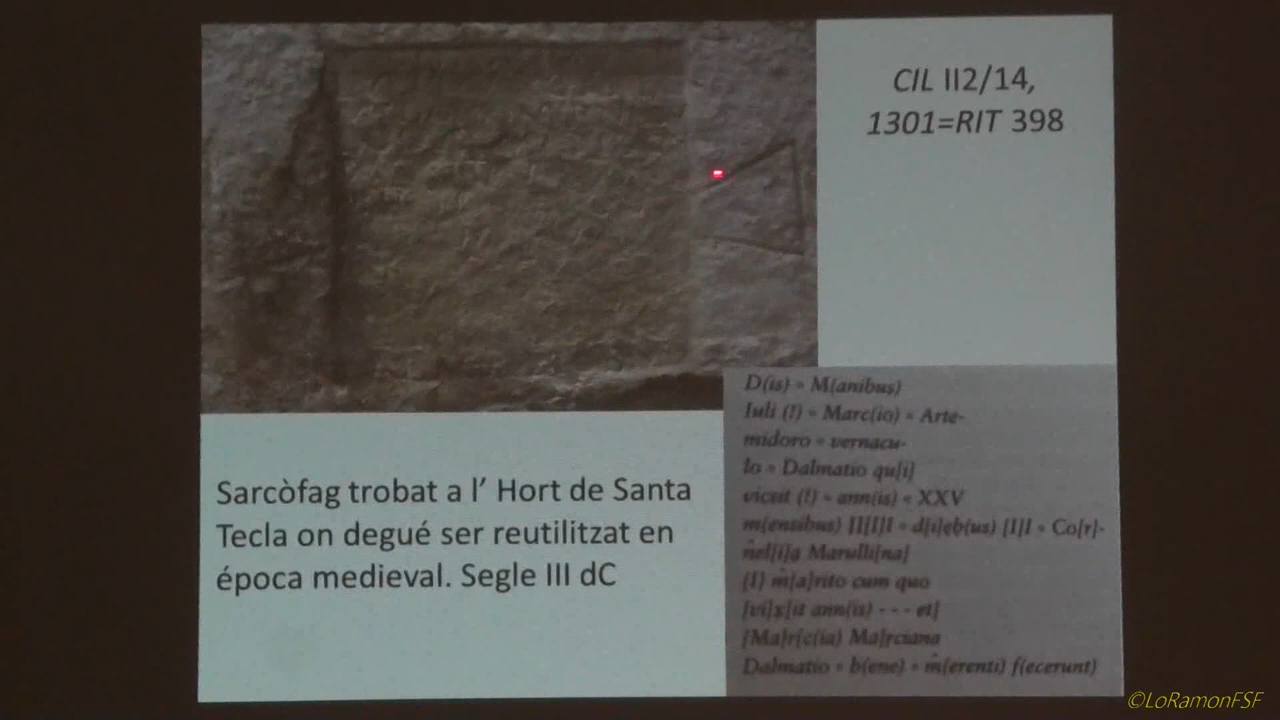 CIL II2/14,
1301=RIT 398
D(is) ∘ M(anibus)
Iuli (!) ∘ Marc(io) ∘ Arte-
midoro ∘ vernacu-
lo ∘ Dalmatio qu[i]
vicsit (!) ∘ ann(is) ∘ XXV
m(ensibus) II[I]I ∘ d[i]eb(us) [I]I ∘ Co[r]-
nel[i]a Marulli[na]
(I) m[a]rito cum quo
[vi]x[it ann(is) - - - et]
[Ma]r[c(ia) Ma]rciana
Dalmatio ∘ b(ene) ∘ m(erenti) f(ecerunt)
Sarcòfag trobat a l’ Hort de Santa
Tecla on degué ser reutilitzat en
època medieval. Segle III dC
©LoRamonFSF